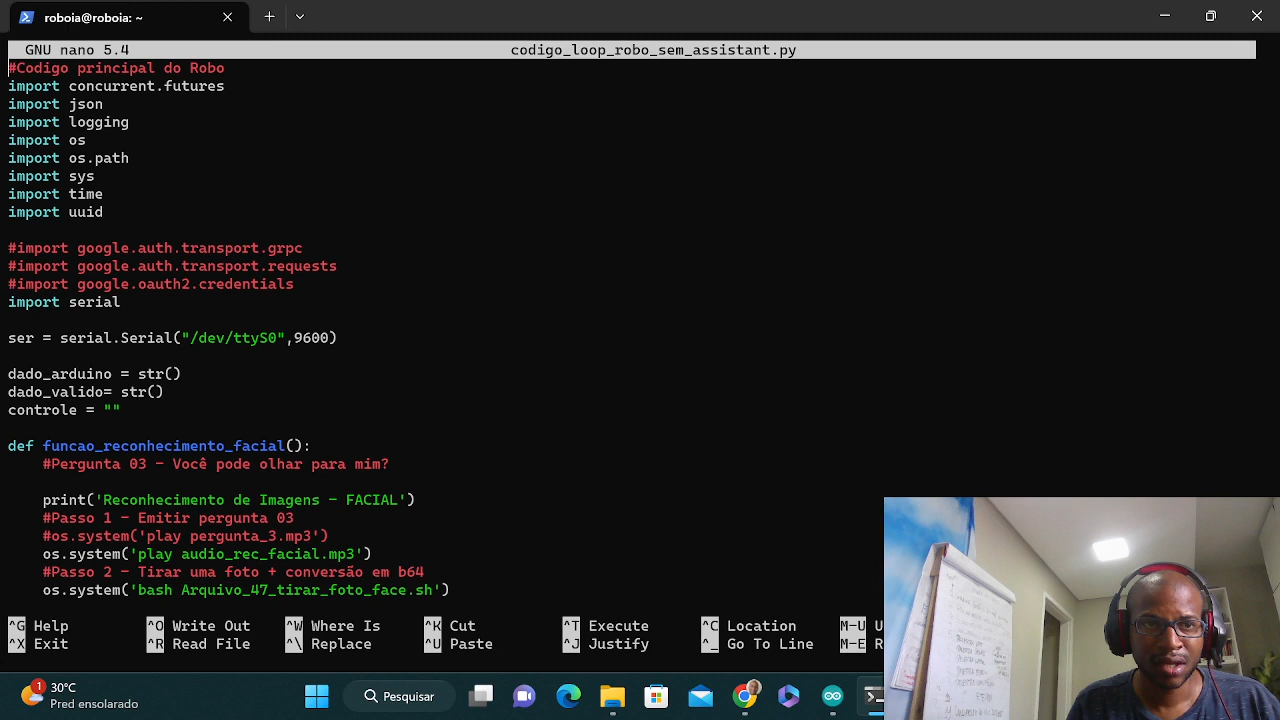 roboia@roboia: ~
GNU nano 5.4 codigo_loop_robo_sem_assistant.py
#Codigo principal do Robo
import concurrent.futures
import json
import logging
import os
import os.path
import sys
import time
import uuid
#import google.auth.transport.grpc
#import google.auth.transport.requests
#import google.oauth2.credentials
import serial
ser = serial.Serial("/dev/ttyS0",9600)
dado_arduino = str()
dado_valido= str()
controle = ""
def funcao_reconhecimento_facial():
#Pergunta 03 - Você pode olhar para mim?
print('Reconhecimento de Imagens - FACIAL')
#Passo 1 - Emitir pergunta 03
#os.system('play pergunta_3.mp3')
os.system('play audio_rec_facial.mp3')
#Passo 2 - Tirar uma foto + conversão em b64
os.system('bash Arquivo_47_tirar_foto_face.sh')
^G Help ^O Write Out ^W Where Is ^K Cut ^T Execute ^C Location M-U U
^X Exit ^R Read File ^\ Replace ^U Paste ^J Justify ^_ Go To Line M-E
1
30°C
Pred ensolarado
Pesquisar